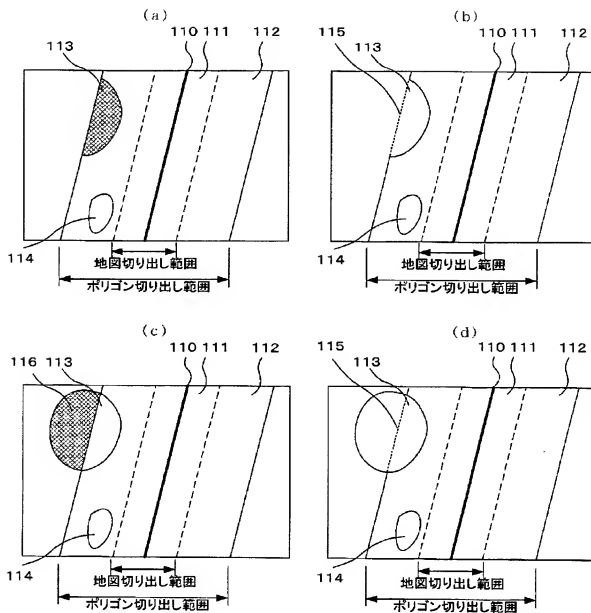 (a)
110 111 112
113
114
地図切り出し範囲
ポリゴン切り出し範囲
(b)
115 113 110 111 112
114
地図切り出し範囲
ポリゴン切り出し範囲
(c)
116 113 110 111 112
114
地図切り出し範囲
ポリゴン切り出し範囲
(d)
115 113 110 111 112
114
地図切り出し範囲
ポリゴン切り出し範囲